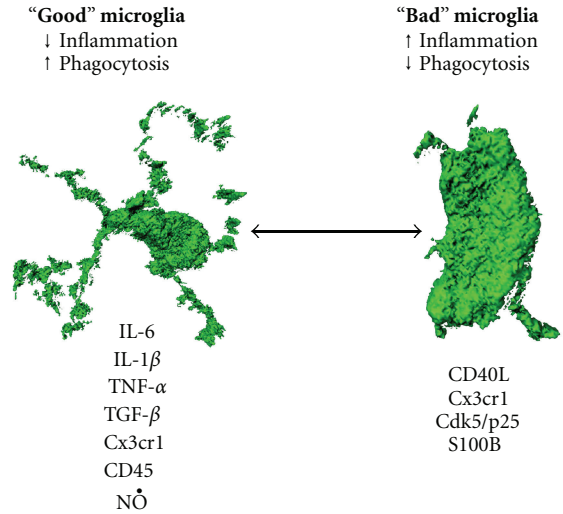 “Good” microglia
↓ Inflammation
↑ Phagocytosis
“Bad” microglia
↑ Inflammation
↓ Phagocytosis
IL-6
IL-1β
TNF-α
TGF-β
Cx3cr1
CD45
NȮ
CD40L
Cx3cr1
Cdk5/p25
S100B